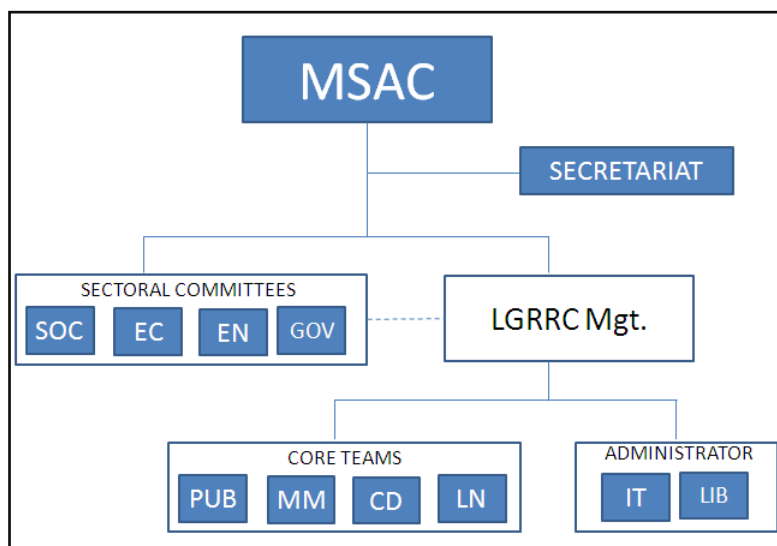 MSAC
SECRETARIAT
SECTORAL COMMITTEES
SOC EC EN GOV
LGRRC Mgt.
CORE TEAMS
PUB MM CD LN
ADMINISTRATOR
IT LIB